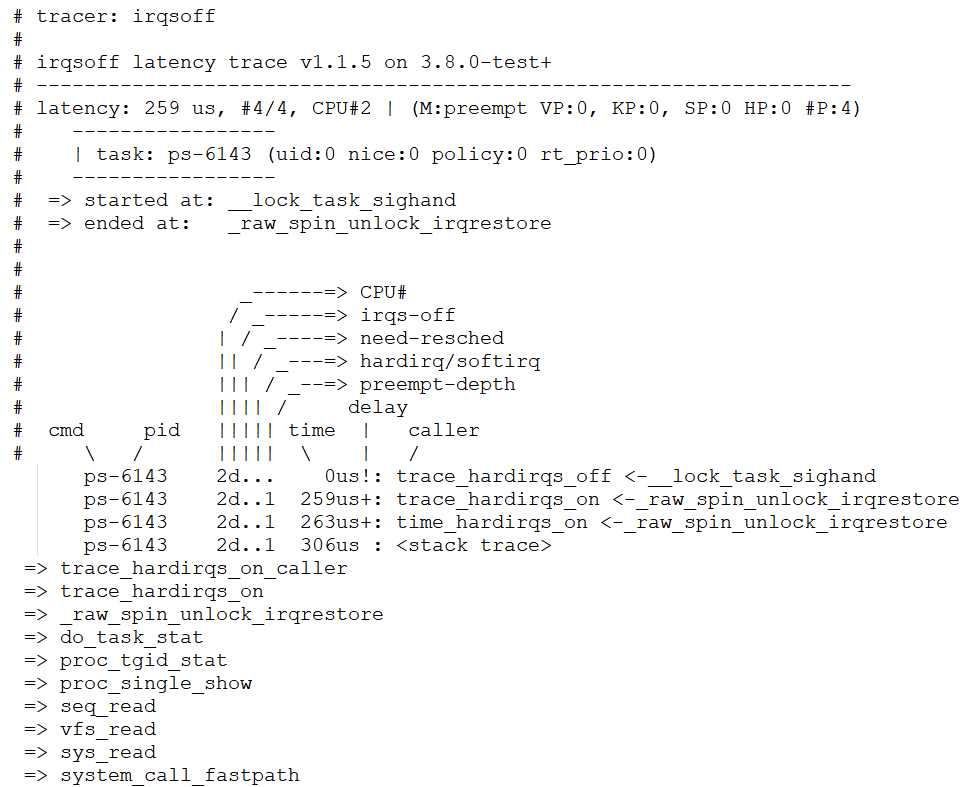 # tracer: irqsoff
#
# irqsoff latency trace v1.1.5 on 3.8.0-test+
# --------------------------------------------------------------------
# latency: 259 us, #4/4, CPU#2 | (M:preempt VP:0, KP:0, SP:0 HP:0 #P:4)
#    -----------------
#    | task: ps-6143 (uid:0 nice:0 policy:0 rt_prio:0)
#    -----------------
#  => started at: __lock_task_sighand
#  => ended at:   _raw_spin_unlock_irqrestore
#
#
#                  _------=> CPU#
#                 / _-----=> irqs-off
#                | / _----=> need-resched
#                || / _---=> hardirq/softirq
#                ||| / _--=> preempt-depth
#                |||| /     delay
#  cmd     pid   ||||| time  |   caller
#     \   /      |||||  \    |   /
      ps-6143    2d...    0us!: trace_hardirqs_off <-__lock_task_sighand
      ps-6143    2d..1  259us+: trace_hardirqs_on <-_raw_spin_unlock_irqrestore
      ps-6143    2d..1  263us+: time_hardirqs_on <-_raw_spin_unlock_irqrestore
      ps-6143    2d..1  306us : <stack trace>
 => trace_hardirqs_on_caller
 => trace_hardirqs_on
 => _raw_spin_unlock_irqrestore
 => do_task_stat
 => proc_tgid_stat
 => proc_single_show
 => seq_read
 => vfs_read
 => sys_read
 => system_call_fastpath